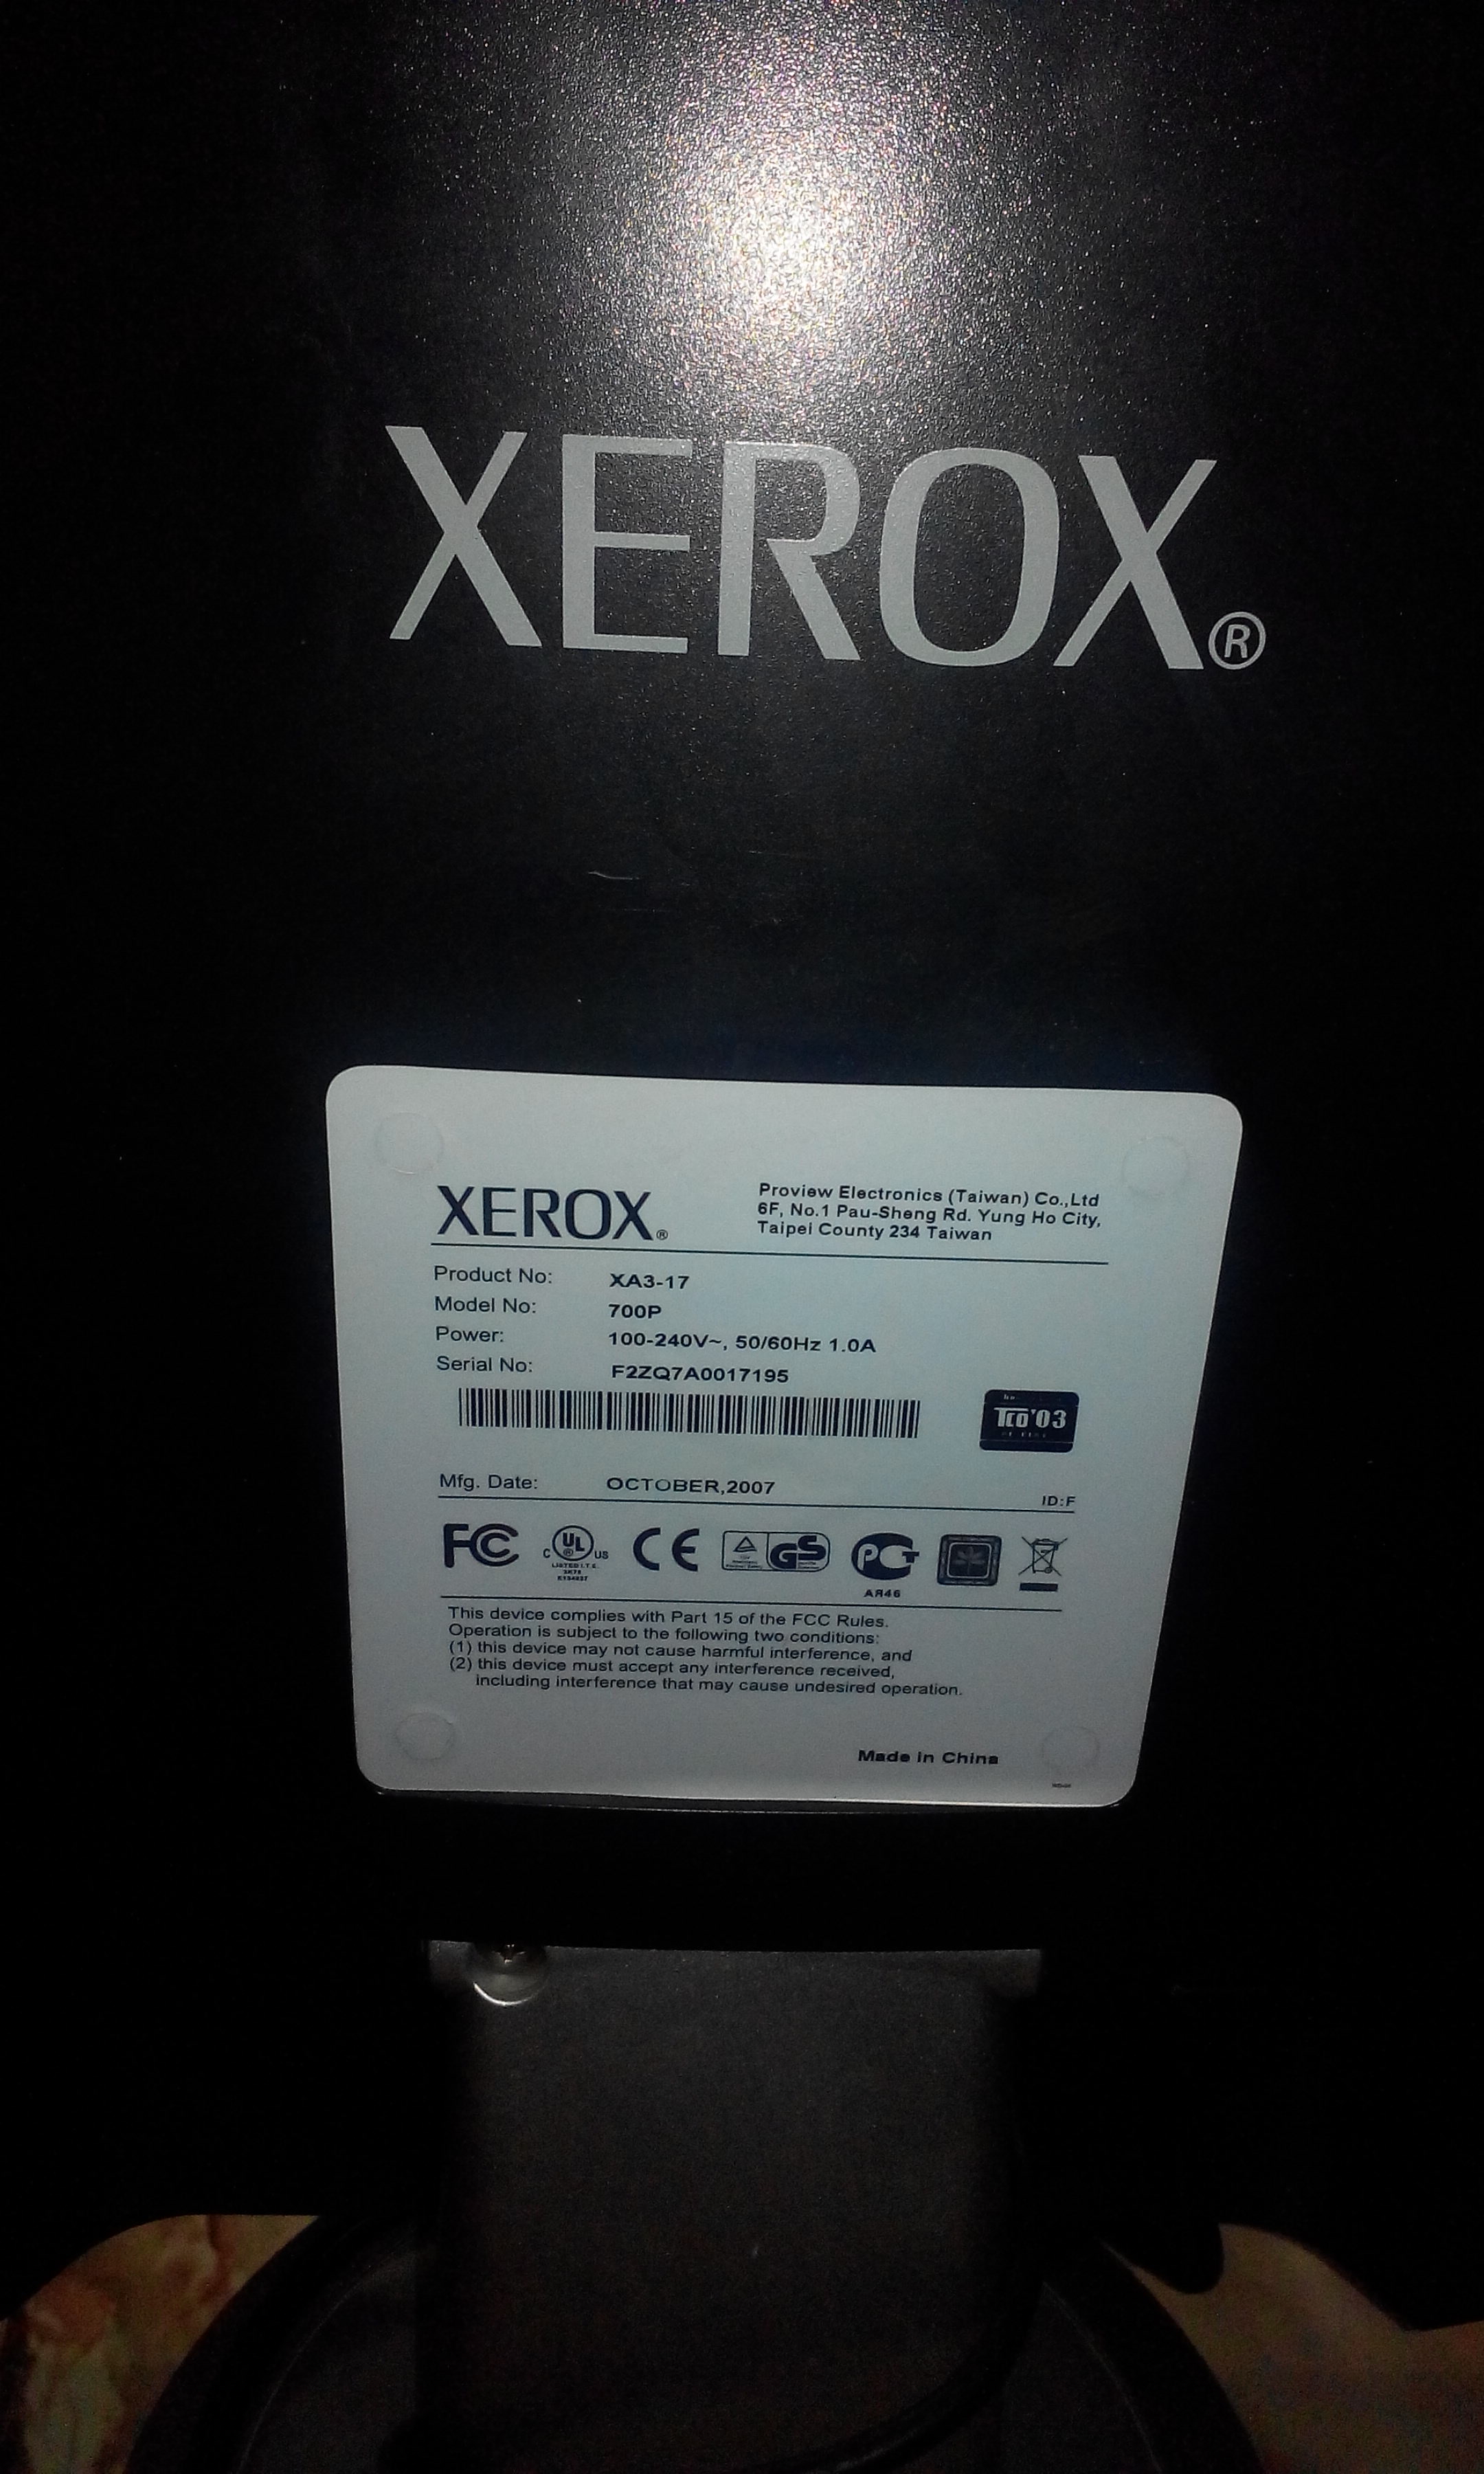 XEROX®
XEROX®
Proview Electronics (Taiwan) Co.,Ltd
6F, No.1 Pau-Sheng Rd. Yung Ho City,
Taipei County 234 Taiwan
Product No: XA3-17
Model No: 700P
Power: 100-240V~, 50/60Hz 1.0A
Serial No: F2ZQ7A0017195
TCO'03
Mfg. Date: OCTOBER,2007
ID:F
FC C UL® US CE GS PCT
LISTED I.T.E.
AR46
This device complies with Part 15 of the FCC Rules.
Operation is subject to the following two conditions:
(1) this device may not cause harmful interference, and
(2) this device must accept any interference received,
including interference that may cause undesired operation.
Made in China